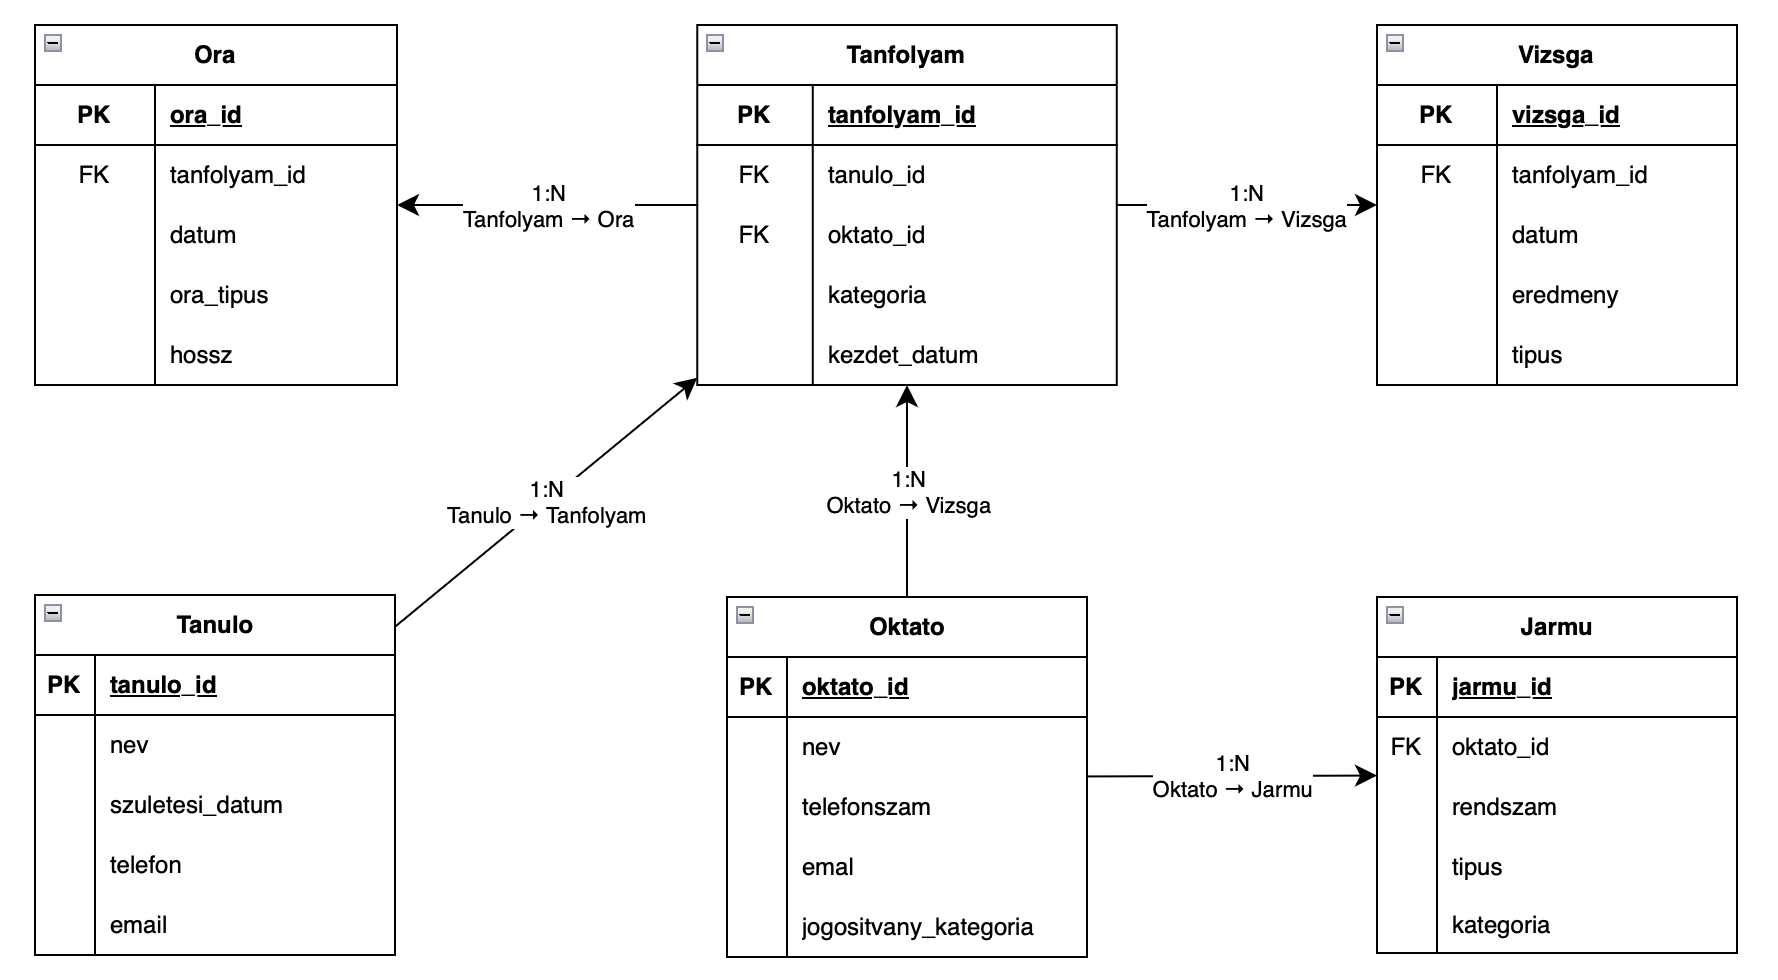 Ora
PK ora_id
FK tanfolyam_id
datum
ora_tipus
hossz
1:N
Tanfolyam → Ora
Tanfolyam
PK tanfolyam_id
FK tanulo_id
FK oktato_id
kategoria
kezdet_datum
1:N
Tanfolyam → Vizsga
Vizsga
PK vizsga_id
FK tanfolyam_id
datum
eredmeny
tipus
1:N
Tanulo → Tanfolyam
1:N
Oktato → Vizsga
Tanulo
PK tanulo_id
nev
szuletesi_datum
telefon
email
Oktato
PK oktato_id
nev
telefonszam
emal
jogositvany_kategoria
1:N
Oktato → Jarmu
Jarmu
PK jarmu_id
FK oktato_id
rendszam
tipus
kategoria